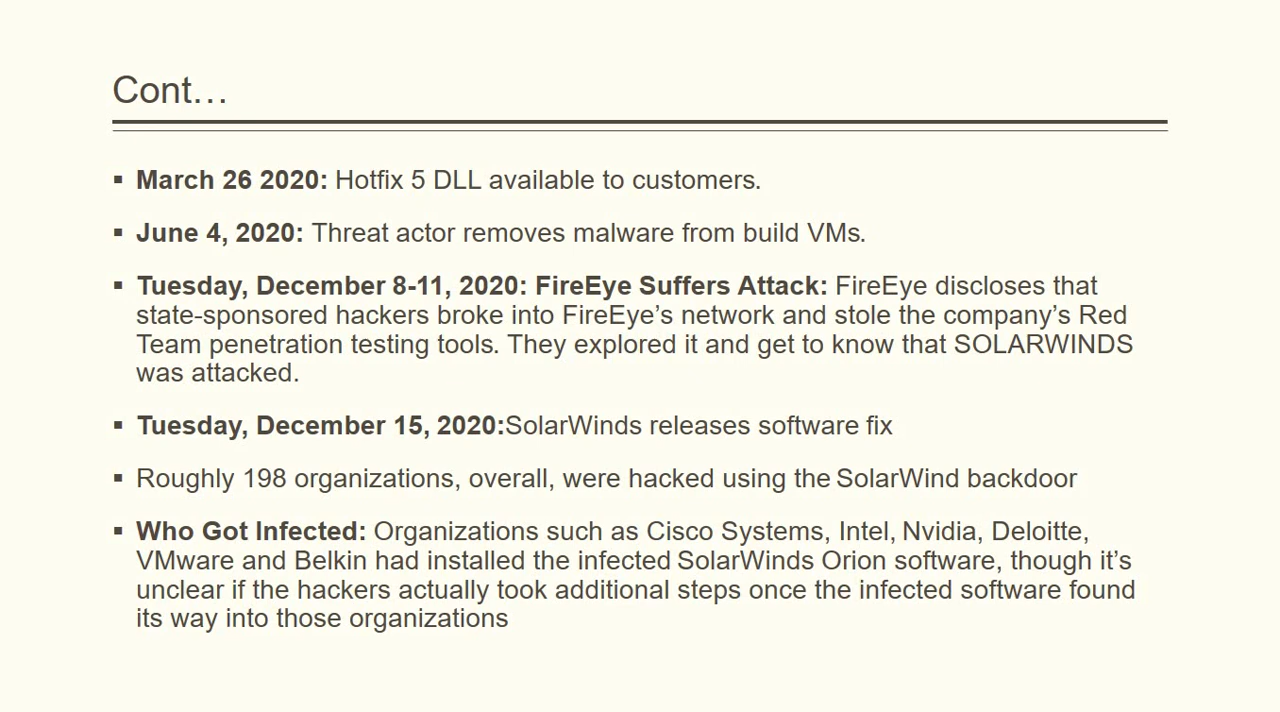 Cont…
▪ March 26 2020: Hotfix 5 DLL available to customers.
▪ June 4, 2020: Threat actor removes malware from build VMs.
▪ Tuesday, December 8-11, 2020: FireEye Suffers Attack: FireEye discloses that
state-sponsored hackers broke into FireEye’s network and stole the company’s Red
Team penetration testing tools. They explored it and get to know that SOLARWINDS
was attacked.
▪ Tuesday, December 15, 2020:SolarWinds releases software fix
▪ Roughly 198 organizations, overall, were hacked using the SolarWind backdoor
▪ Who Got Infected: Organizations such as Cisco Systems, Intel, Nvidia, Deloitte,
VMware and Belkin had installed the infected SolarWinds Orion software, though it’s
unclear if the hackers actually took additional steps once the infected software found
its way into those organizations